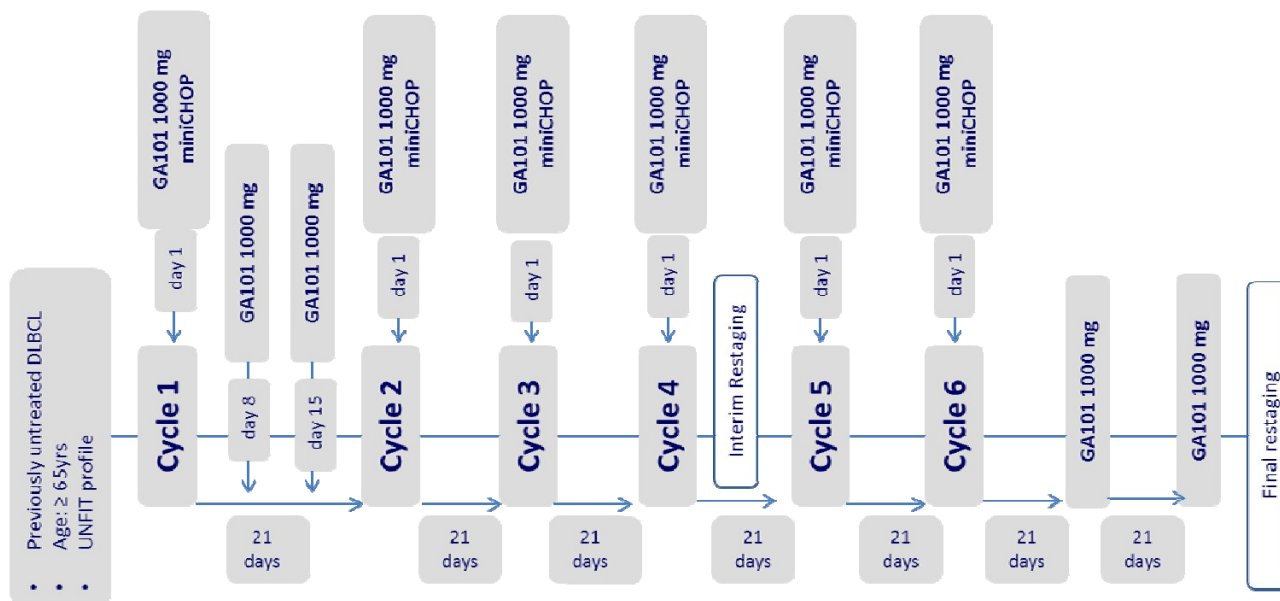 Previously untreated DLBCL
Age: ≥ 65yrs
UNFIT profile
GA101 1000 mg
miniCHOP
day 1
Cycle 1
GA101 1000 mg
day 8
GA101 1000 mg
day 15
21
days
GA101 1000 mg
miniCHOP
day 1
Cycle 2
21
days
GA101 1000 mg
miniCHOP
day 1
Cycle 3
21
days
GA101 1000 mg
miniCHOP
day 1
Cycle 4
Interim Restaging
21
days
GA101 1000 mg
miniCHOP
day 1
Cycle 5
21
days
GA101 1000 mg
miniCHOP
day 1
Cycle 6
21
days
GA101 1000 mg
21
days
GA101 1000 mg
Final restaging